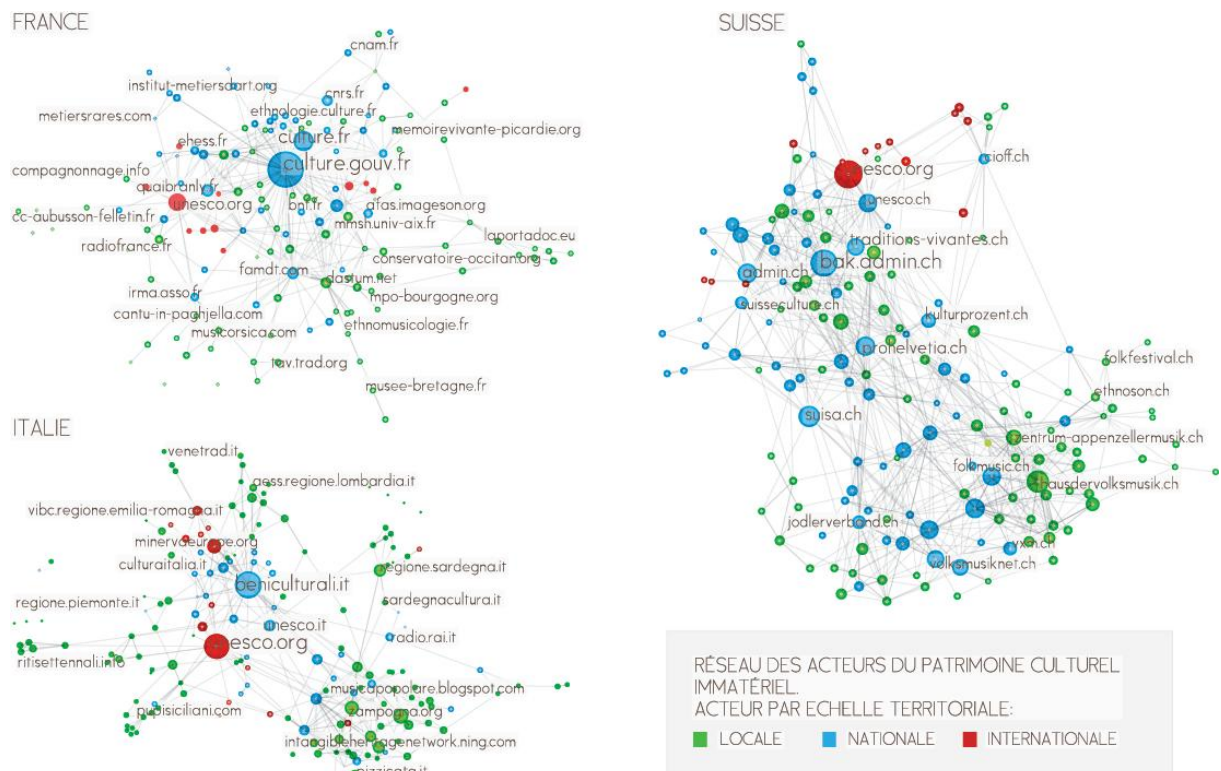 FRANCE
cnam.fr
institut-metiersdart.org
cnrs.fr
metiersrares.com
ethnologie.culture.fr
culture.fr
memoirevivante-picardie.org
ehess.fr
culture.gouv.fr
compagnonnage.info
quaibranly.fr
unesco.org
bnf.fr
afas.imageson.org
cc-aubusson-felletin.fr
mmsh.univ-aix.fr
radiofrance.fr
laportadoc.eu
conservatoire-occitan.org
famdt.com
dastum.net
irma.asso.fr
mpo-bourgogne.org
cantu-in-paghjella.com
musicorsica.com
ethnomusicologie.fr
tav.trad.org
musee-bretagne.fr
ITALIE
venetrad.it
aess.regione.lombardia.it
vibc.regione.emilia-romagna.it
minervaeurope.org
culturaitalia.it
regione.sardegna.it
beniculturali.it
regione.piemonte.it
sardegnacultura.it
unesco.it
radio.rai.it
esco.org
ritisettennali.info
musicapopolare.blogspot.com
pupisiciliani.com
zampogna.org
intangibleheritagenetwork.ning.com
pizzicata.it
SUISSE
cioff.ch
esco.org
unesco.ch
traditions-vivantes.ch
bak.admin.ch
admin.ch
suisseculture.ch
kulturprozent.ch
prohelvetia.ch
folkfestival.ch
ethnoson.ch
suisa.ch
zentrum-appenzellermusik.ch
folkmusic.ch
hausdervolksmusik.ch
jodlerverband.ch
vxm.ch
volksmusiknet.ch
RÉSEAU DES ACTEURS DU PATRIMOINE CULTUREL
IMMATÉRIEL.
ACTEUR PAR ECHELLE TERRITORIALE:
LOCALE NATIONALE INTERNATIONALE